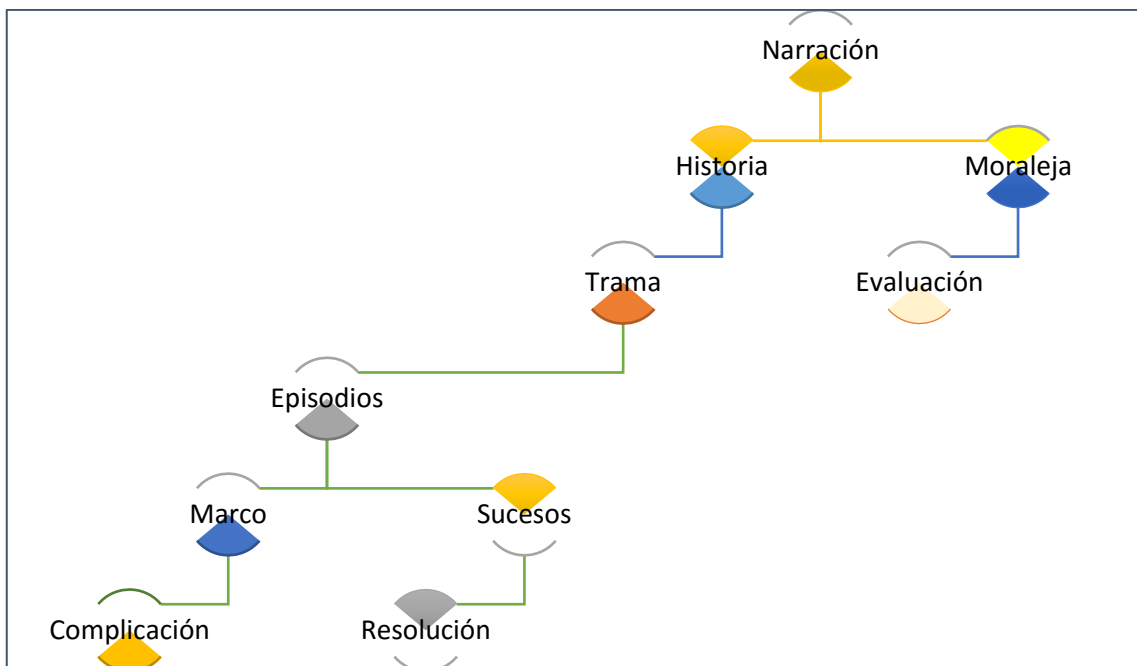 Narración
Historia
Moraleja
Trama
Evaluación
Episodios
Marco
Sucesos
Complicación
Resolución